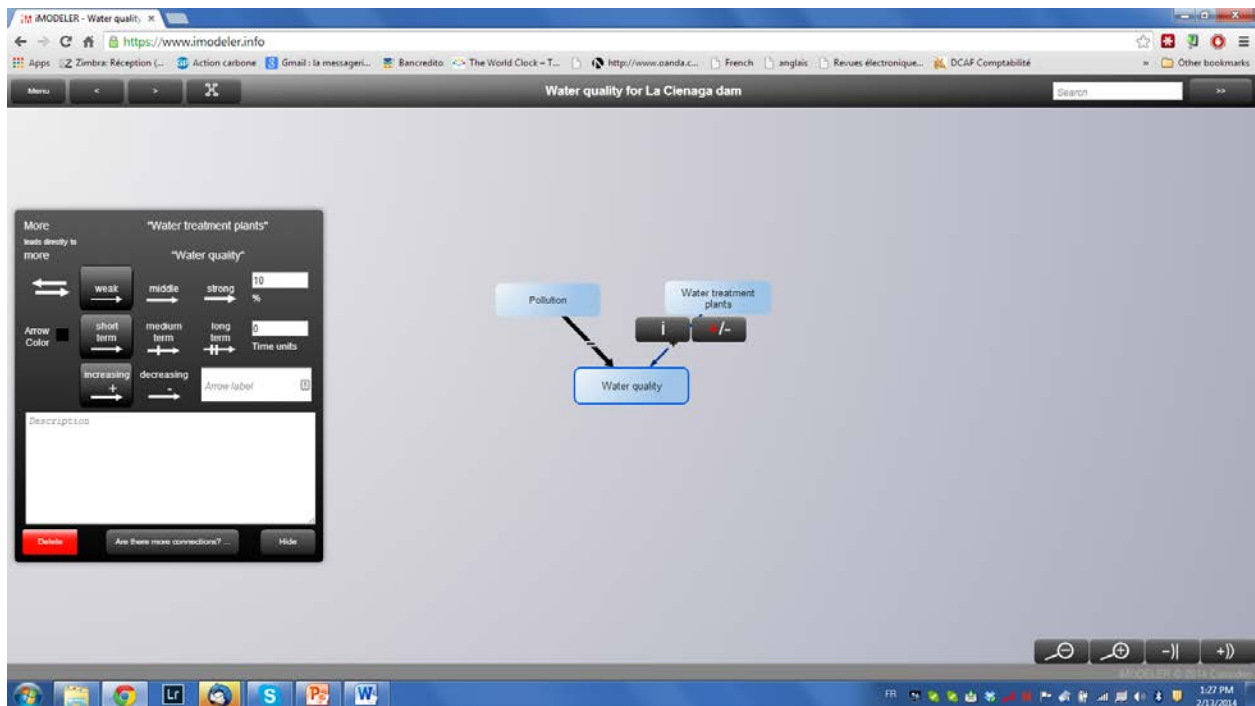 iMODELER - Water quality
https://www.imodeler.info
Apps Zimbra: Réception (... Action carbone Gmail : la messageri... Bancredito The World Clock – T... http://www.oanda.c... French anglais Revues électronique... DCAF Comptabilité » Other bookmarks
Menu < > Water quality for La Cienaga dam Search >>
More "Water treatment plants"
leads directly to
more "Water quality"
weak middle strong 10
%
Arrow Color short term medium term long term 0
Time units
increasing decreasing Arrow label
+ -
Description
Delete Are there more connections? ... Hide
Pollution
Water treatment
plants
i +/-
- +
Water quality
-)| +))
iMODELER © 2014 Consideo
Lr S P W FR 1:27 PM
2/13/2014